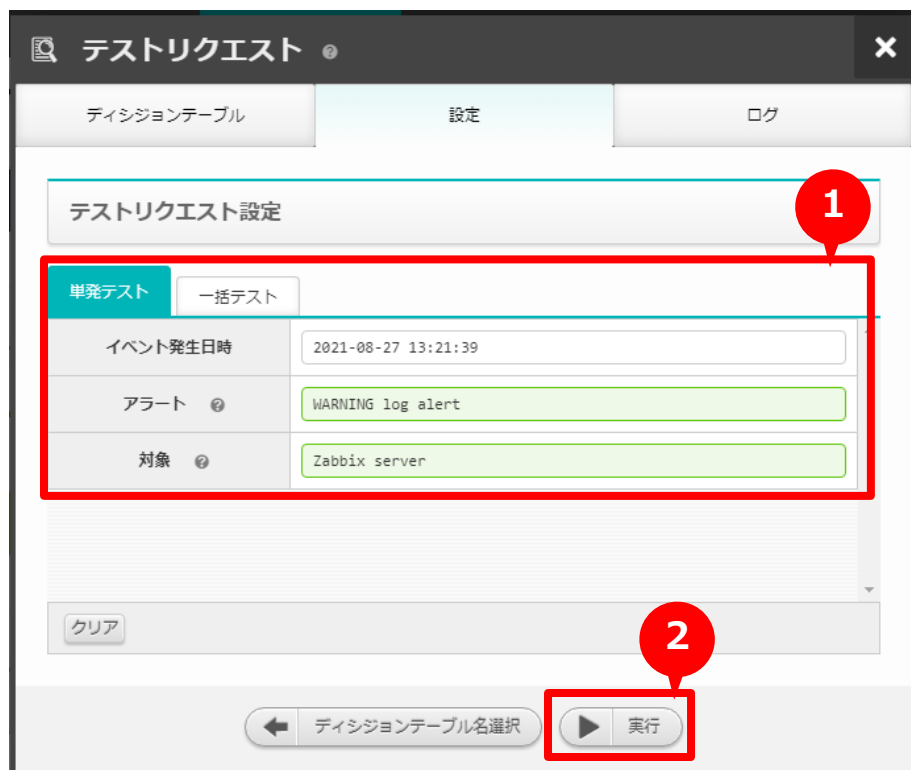 テストリクエスト
ディシジョンテーブル 設定 ログ
テストリクエスト設定
1
単発テスト 一括テスト
イベント発生日時 2021-08-27 13:21:39
アラート WARNING log alert
対象 Zabbix server
クリア
2
ディシジョンテーブル名選択 実行